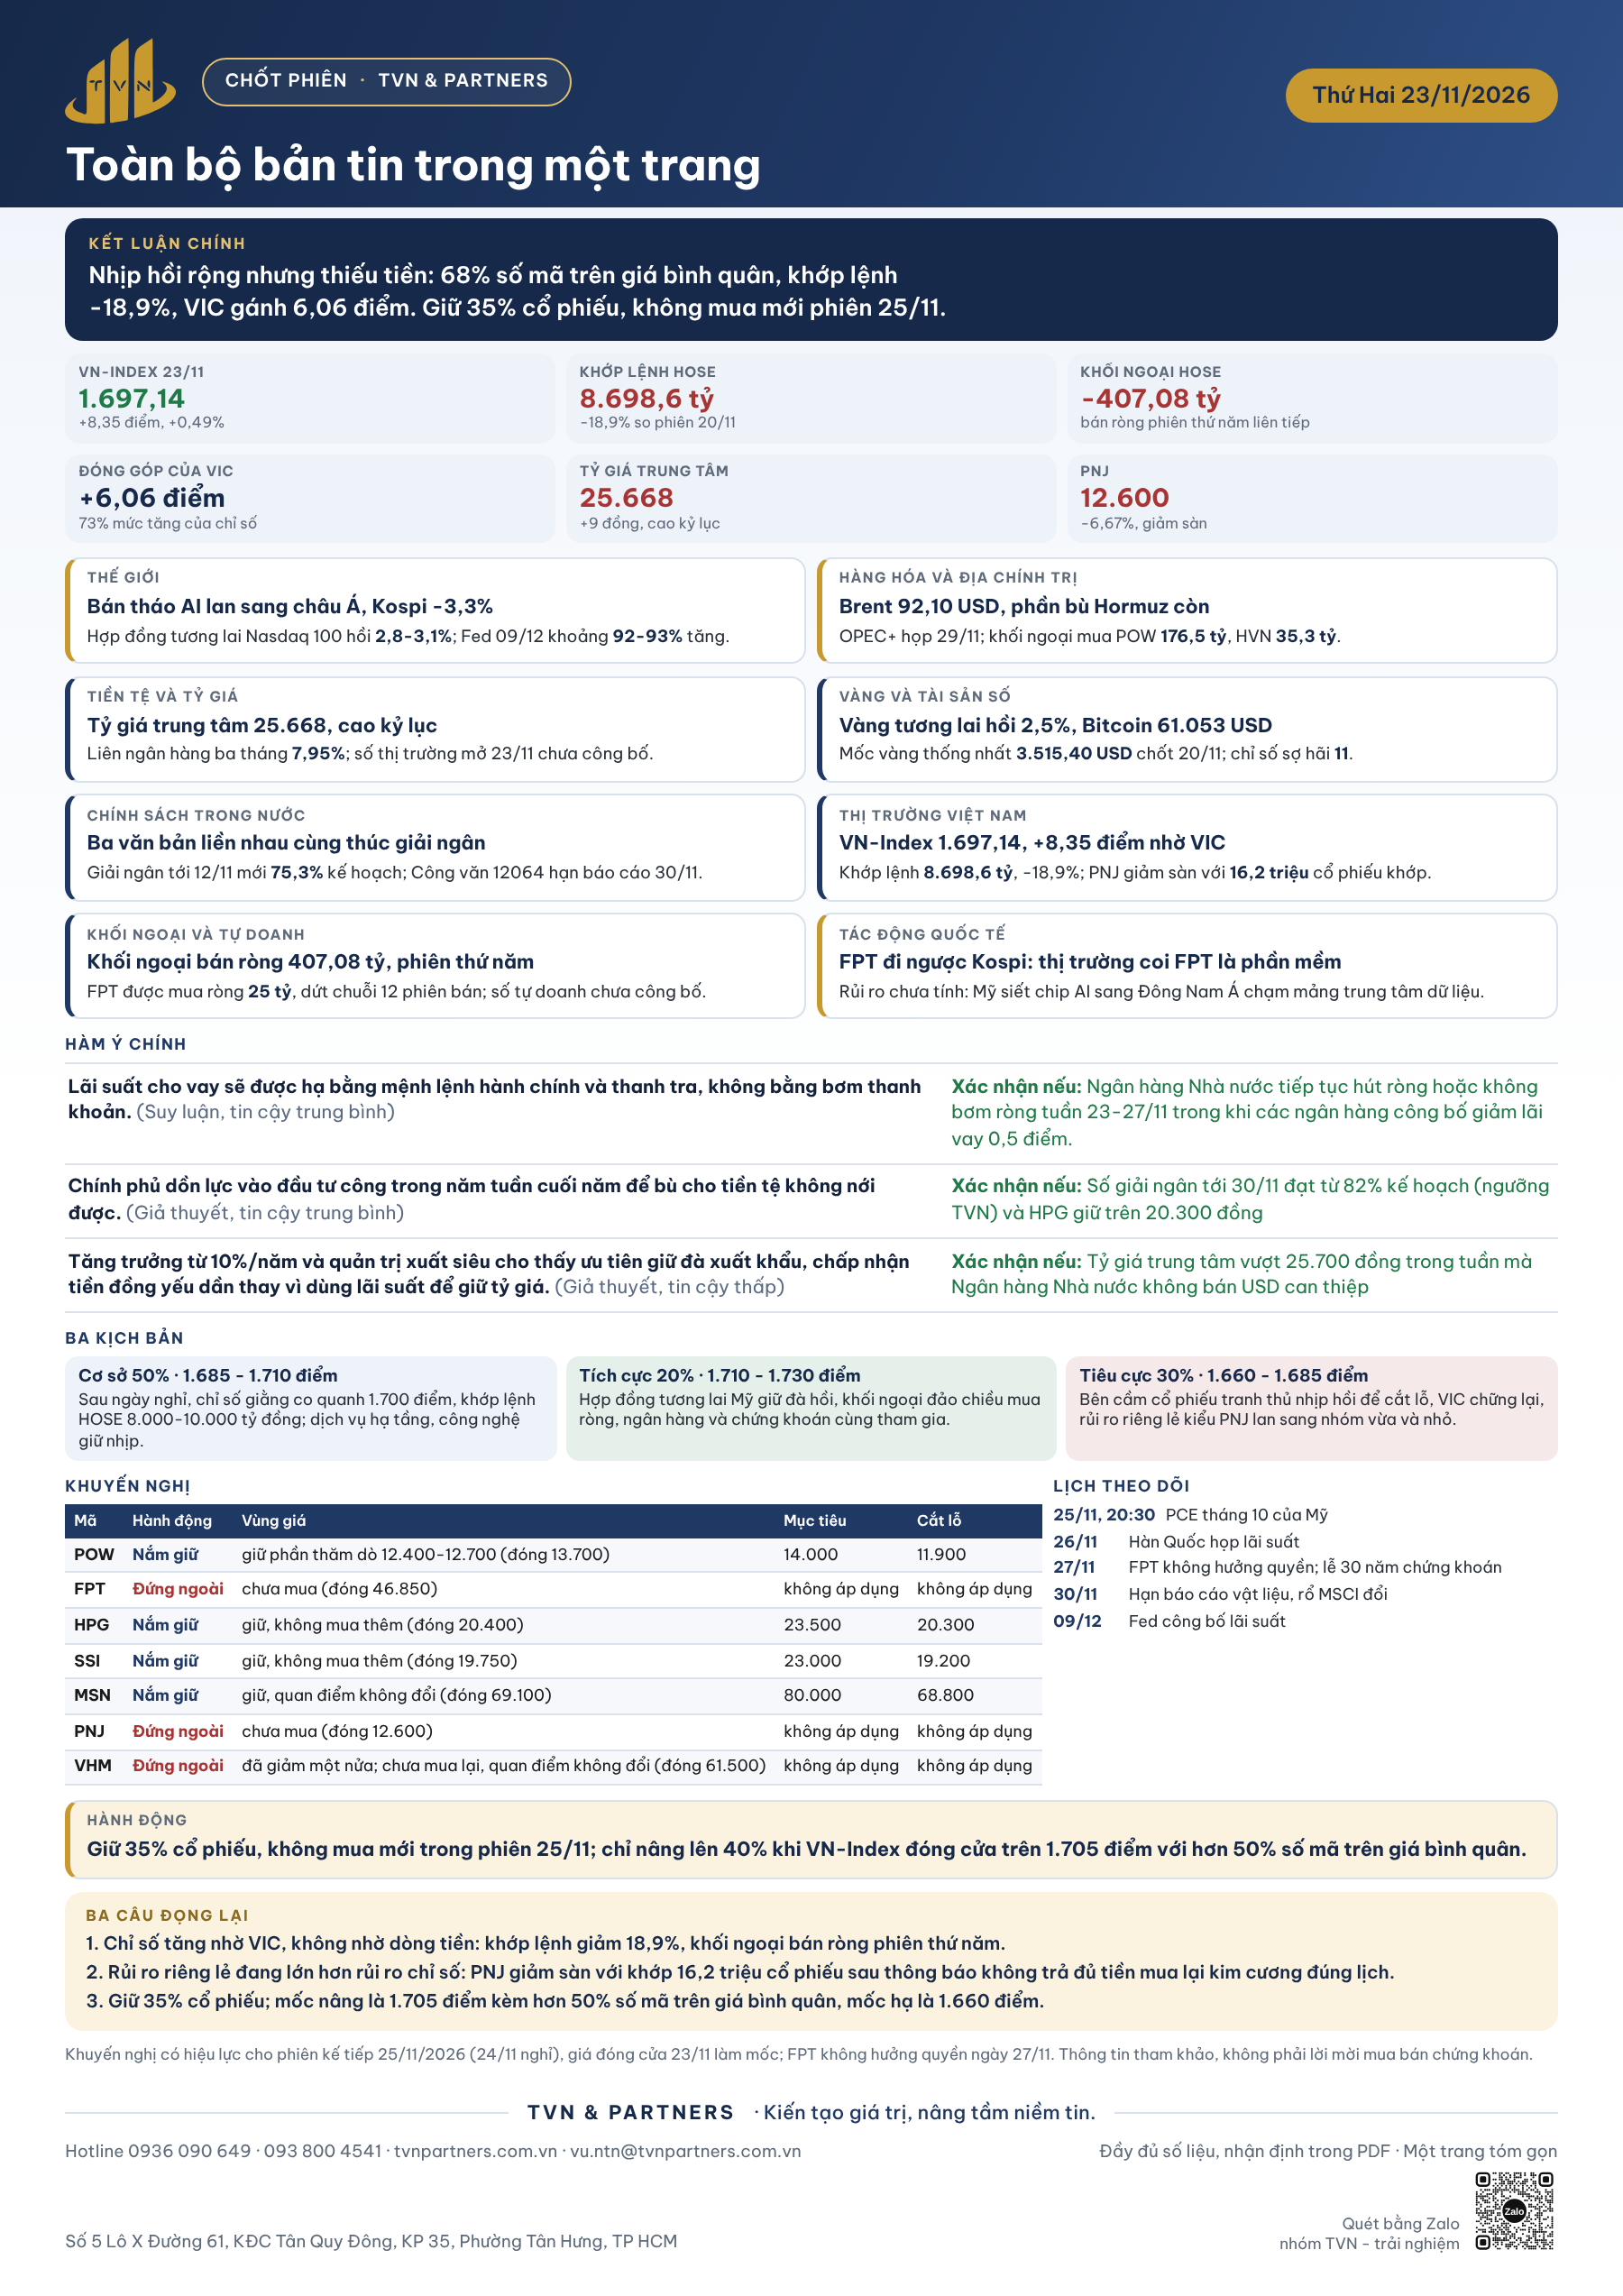 TVN
CHỐT PHIÊN · TVN & PARTNERS
Thứ Hai 23/11/2026
Toàn bộ bản tin trong một trang
KẾT LUẬN CHÍNH
Nhịp hồi rộng nhưng thiếu tiền: 68% số mã trên giá bình quân, khớp lệnh
-18,9%, VIC gánh 6,06 điểm. Giữ 35% cổ phiếu, không mua mới phiên 25/11.
VN-INDEX 23/11
1.697,14
+8,35 điểm, +0,49%
KHỚP LỆNH HOSE
8.698,6 tỷ
-18,9% so phiên 20/11
KHỐI NGOẠI HOSE
-407,08 tỷ
bán ròng phiên thứ năm liên tiếp
ĐÓNG GÓP CỦA VIC
+6,06 điểm
73% mức tăng của chỉ số
TỶ GIÁ TRUNG TÂM
25.668
+9 đồng, cao kỷ lục
PNJ
12.600
-6,67%, giảm sàn
THẾ GIỚI
Bán tháo AI lan sang châu Á, Kospi -3,3%
Hợp đồng tương lai Nasdaq 100 hồi 2,8-3,1%; Fed 09/12 khoảng 92-93% tăng.
HÀNG HÓA VÀ ĐỊA CHÍNH TRỊ
Brent 92,10 USD, phần bù Hormuz còn
OPEC+ họp 29/11; khối ngoại mua POW 176,5 tỷ, HVN 35,3 tỷ.
TIỀN TỆ VÀ TỶ GIÁ
Tỷ giá trung tâm 25.668, cao kỷ lục
Liên ngân hàng ba tháng 7,95%; số thị trường mở 23/11 chưa công bố.
VÀNG VÀ TÀI SẢN SỐ
Vàng tương lai hồi 2,5%, Bitcoin 61.053 USD
Mốc vàng thống nhất 3.515,40 USD chốt 20/11; chỉ số sợ hãi 11.
CHÍNH SÁCH TRONG NƯỚC
Ba văn bản liền nhau cùng thúc giải ngân
Giải ngân tới 12/11 mới 75,3% kế hoạch; Công văn 12064 hạn báo cáo 30/11.
THỊ TRƯỜNG VIỆT NAM
VN-Index 1.697,14, +8,35 điểm nhờ VIC
Khớp lệnh 8.698,6 tỷ, -18,9%; PNJ giảm sàn với 16,2 triệu cổ phiếu khớp.
KHỐI NGOẠI VÀ TỰ DOANH
Khối ngoại bán ròng 407,08 tỷ, phiên thứ năm
FPT được mua ròng 25 tỷ, dứt chuỗi 12 phiên bán; số tự doanh chưa công bố.
TÁC ĐỘNG QUỐC TẾ
FPT đi ngược Kospi: thị trường coi FPT là phần mềm
Rủi ro chưa tính: Mỹ siết chip AI sang Đông Nam Á chạm mảng trung tâm dữ liệu.
HÀM Ý CHÍNH
Lãi suất cho vay sẽ được hạ bằng mệnh lệnh hành chính và thanh tra, không bằng bơm thanh
khoản. (Suy luận, tin cậy trung bình)
Xác nhận nếu: Ngân hàng Nhà nước tiếp tục hút ròng hoặc không
bơm ròng tuần 23-27/11 trong khi các ngân hàng công bố giảm lãi
vay 0,5 điểm.
Chính phủ dồn lực vào đầu tư công trong năm tuần cuối năm để bù cho tiền tệ không nới
được. (Giả thuyết, tin cậy trung bình)
Xác nhận nếu: Số giải ngân tới 30/11 đạt từ 82% kế hoạch (ngưỡng
TVN) và HPG giữ trên 20.300 đồng
Tăng trưởng từ 10%/năm và quản trị xuất siêu cho thấy ưu tiên giữ đà xuất khẩu, chấp nhận
tiền đồng yếu dần thay vì dùng lãi suất để giữ tỷ giá. (Giả thuyết, tin cậy thấp)
Xác nhận nếu: Tỷ giá trung tâm vượt 25.700 đồng trong tuần mà
Ngân hàng Nhà nước không bán USD can thiệp
BA KỊCH BẢN
Cơ sở 50% · 1.685 - 1.710 điểm
Sau ngày nghỉ, chỉ số giằng co quanh 1.700 điểm, khớp lệnh
HOSE 8.000-10.000 tỷ đồng; dịch vụ hạ tầng, công nghệ
giữ nhịp.
Tích cực 20% · 1.710 - 1.730 điểm
Hợp đồng tương lai Mỹ giữ đà hồi, khối ngoại đảo chiều mua
ròng, ngân hàng và chứng khoán cùng tham gia.
Tiêu cực 30% · 1.660 - 1.685 điểm
Bên cầm cổ phiếu tranh thủ nhịp hồi để cắt lỗ, VIC chững lại,
rủi ro riêng lẻ kiểu PNJ lan sang nhóm vừa và nhỏ.
KHUYẾN NGHỊ
Mã Hành động Vùng giá Mục tiêu Cắt lỗ
POW Nắm giữ giữ phần thăm dò 12.400-12.700 (đóng 13.700) 14.000 11.900
FPT Đứng ngoài chưa mua (đóng 46.850) không áp dụng không áp dụng
HPG Nắm giữ giữ, không mua thêm (đóng 20.400) 23.500 20.300
SSI Nắm giữ giữ, không mua thêm (đóng 19.750) 23.000 19.200
MSN Nắm giữ giữ, quan điểm không đổi (đóng 69.100) 80.000 68.800
PNJ Đứng ngoài chưa mua (đóng 12.600) không áp dụng không áp dụng
VHM Đứng ngoài đã giảm một nửa; chưa mua lại, quan điểm không đổi (đóng 61.500) không áp dụng không áp dụng
LỊCH THEO DÕI
25/11, 20:30 PCE tháng 10 của Mỹ
26/11 Hàn Quốc họp lãi suất
27/11 FPT không hưởng quyền; lễ 30 năm chứng khoán
30/11 Hạn báo cáo vật liệu, rổ MSCI đổi
09/12 Fed công bố lãi suất
HÀNH ĐỘNG
Giữ 35% cổ phiếu, không mua mới trong phiên 25/11; chỉ nâng lên 40% khi VN-Index đóng cửa trên 1.705 điểm với hơn 50% số mã trên giá bình quân.
BA CÂU ĐỌNG LẠI
1. Chỉ số tăng nhờ VIC, không nhờ dòng tiền: khớp lệnh giảm 18,9%, khối ngoại bán ròng phiên thứ năm.
2. Rủi ro riêng lẻ đang lớn hơn rủi ro chỉ số: PNJ giảm sàn với khớp 16,2 triệu cổ phiếu sau thông báo không trả đủ tiền mua lại kim cương đúng lịch.
3. Giữ 35% cổ phiếu; mốc nâng là 1.705 điểm kèm hơn 50% số mã trên giá bình quân, mốc hạ là 1.660 điểm.
Khuyến nghị có hiệu lực cho phiên kế tiếp 25/11/2026 (24/11 nghỉ), giá đóng cửa 23/11 làm mốc; FPT không hưởng quyền ngày 27/11. Thông tin tham khảo, không phải lời mời mua bán chứng khoán.
TVN & PARTNERS · Kiến tạo giá trị, nâng tầm niềm tin.
Hotline 0936 090 649 · 093 800 4541 · tvnpartners.com.vn · vu.ntn@tvnpartners.com.vn
Đầy đủ số liệu, nhận định trong PDF · Một trang tóm gọn
Zalo
Quét bằng Zalo
nhóm TVN - trải nghiệm
Số 5 Lô X Đường 61, KĐC Tân Quy Đông, KP 35, Phường Tân Hưng, TP HCM